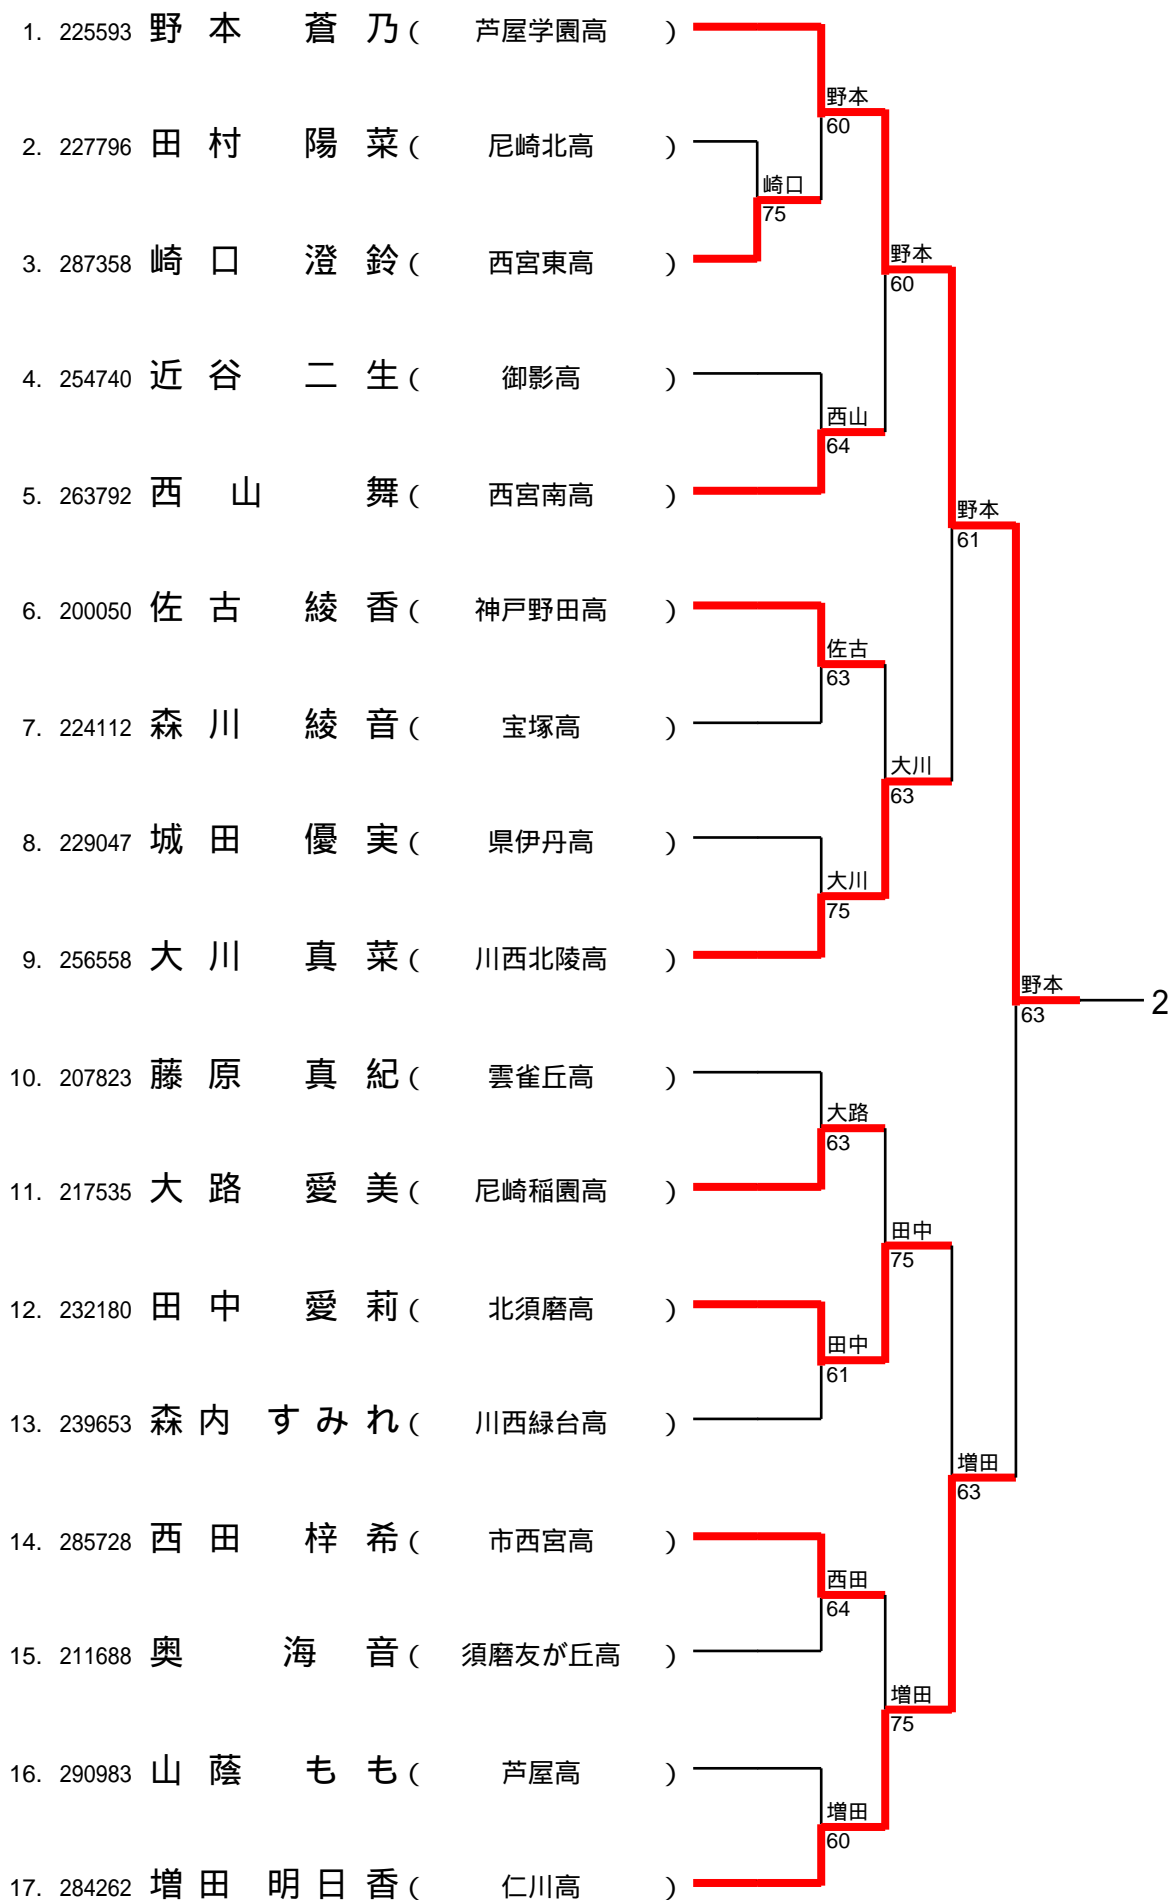 1. 225593 野本 蒼乃 ( 芦屋学園高 )
野本
60
2. 227796 田村 陽菜 ( 尼崎北高 )
崎口
75
3. 287358 崎口 澄鈴 ( 西宮東高 )
野本
60
4. 254740 近谷 二生 ( 御影高 )
西山
64
5. 263792 西山 舞 ( 西宮南高 )
野本
61
6. 200050 佐古 綾香 ( 神戸野田高 )
佐古
63
7. 224112 森川 綾音 ( 宝塚高 )
大川
63
8. 229047 城田 優実 ( 県伊丹高 )
大川
75
9. 256558 大川 真菜 ( 川西北陵高 )
野本
63
2
10. 207823 藤原 真紀 ( 雲雀丘高 )
大路
63
11. 217535 大路 愛美 ( 尼崎稲園高 )
田中
75
12. 232180 田中 愛莉 ( 北須磨高 )
田中
61
13. 239653 森内 すみれ ( 川西緑台高 )
増田
63
14. 285728 西田 梓希 ( 市西宮高 )
西田
64
15. 211688 奥 海音 ( 須磨友が丘高 )
増田
75
16. 290983 山蔭 もも ( 芦屋高 )
増田
60
17. 284262 増田 明日香 ( 仁川高 )